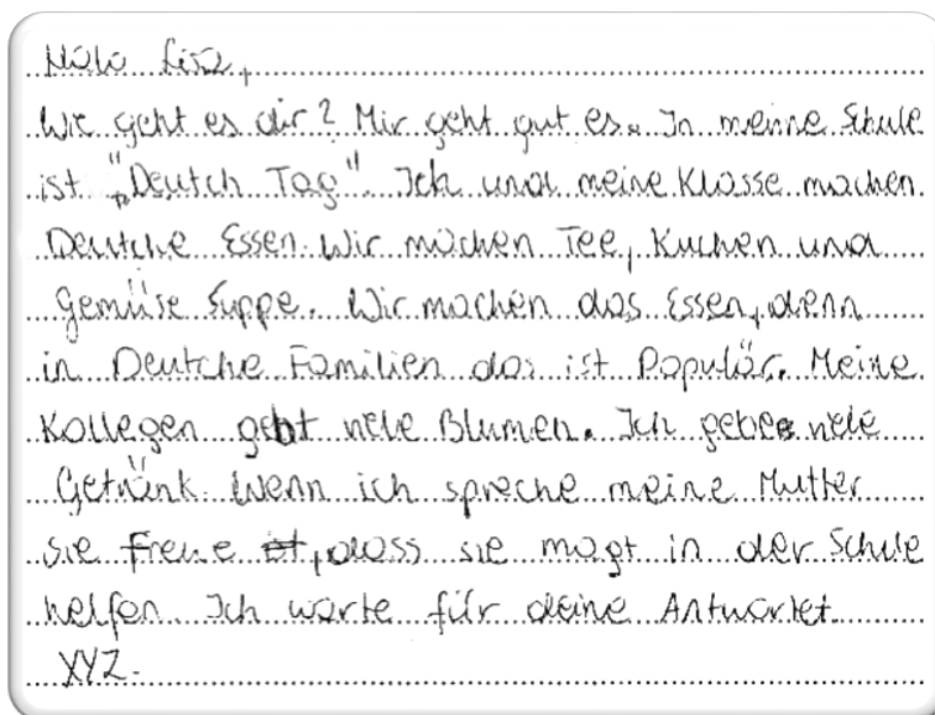 Halo Lisa,
Wie geht es dir? Mir geht gut es. In meine Schule
ist "Deutch Tag". Ich und meine Klasse machen
Deutche Essen. Wir machen Tee, Kuchen und
Gemüse Suppe. Wir machen das Essen, denn
in Deutche Familien das ist Populär. Meine
Kollegen gebt viele Blumen. Ich gebe viele
Getränk. Wenn ich spreche meine Mutter
sie freue, dass sie magt in der Schule
helfen. Ich warte für deine Antwortet.
XYZ.